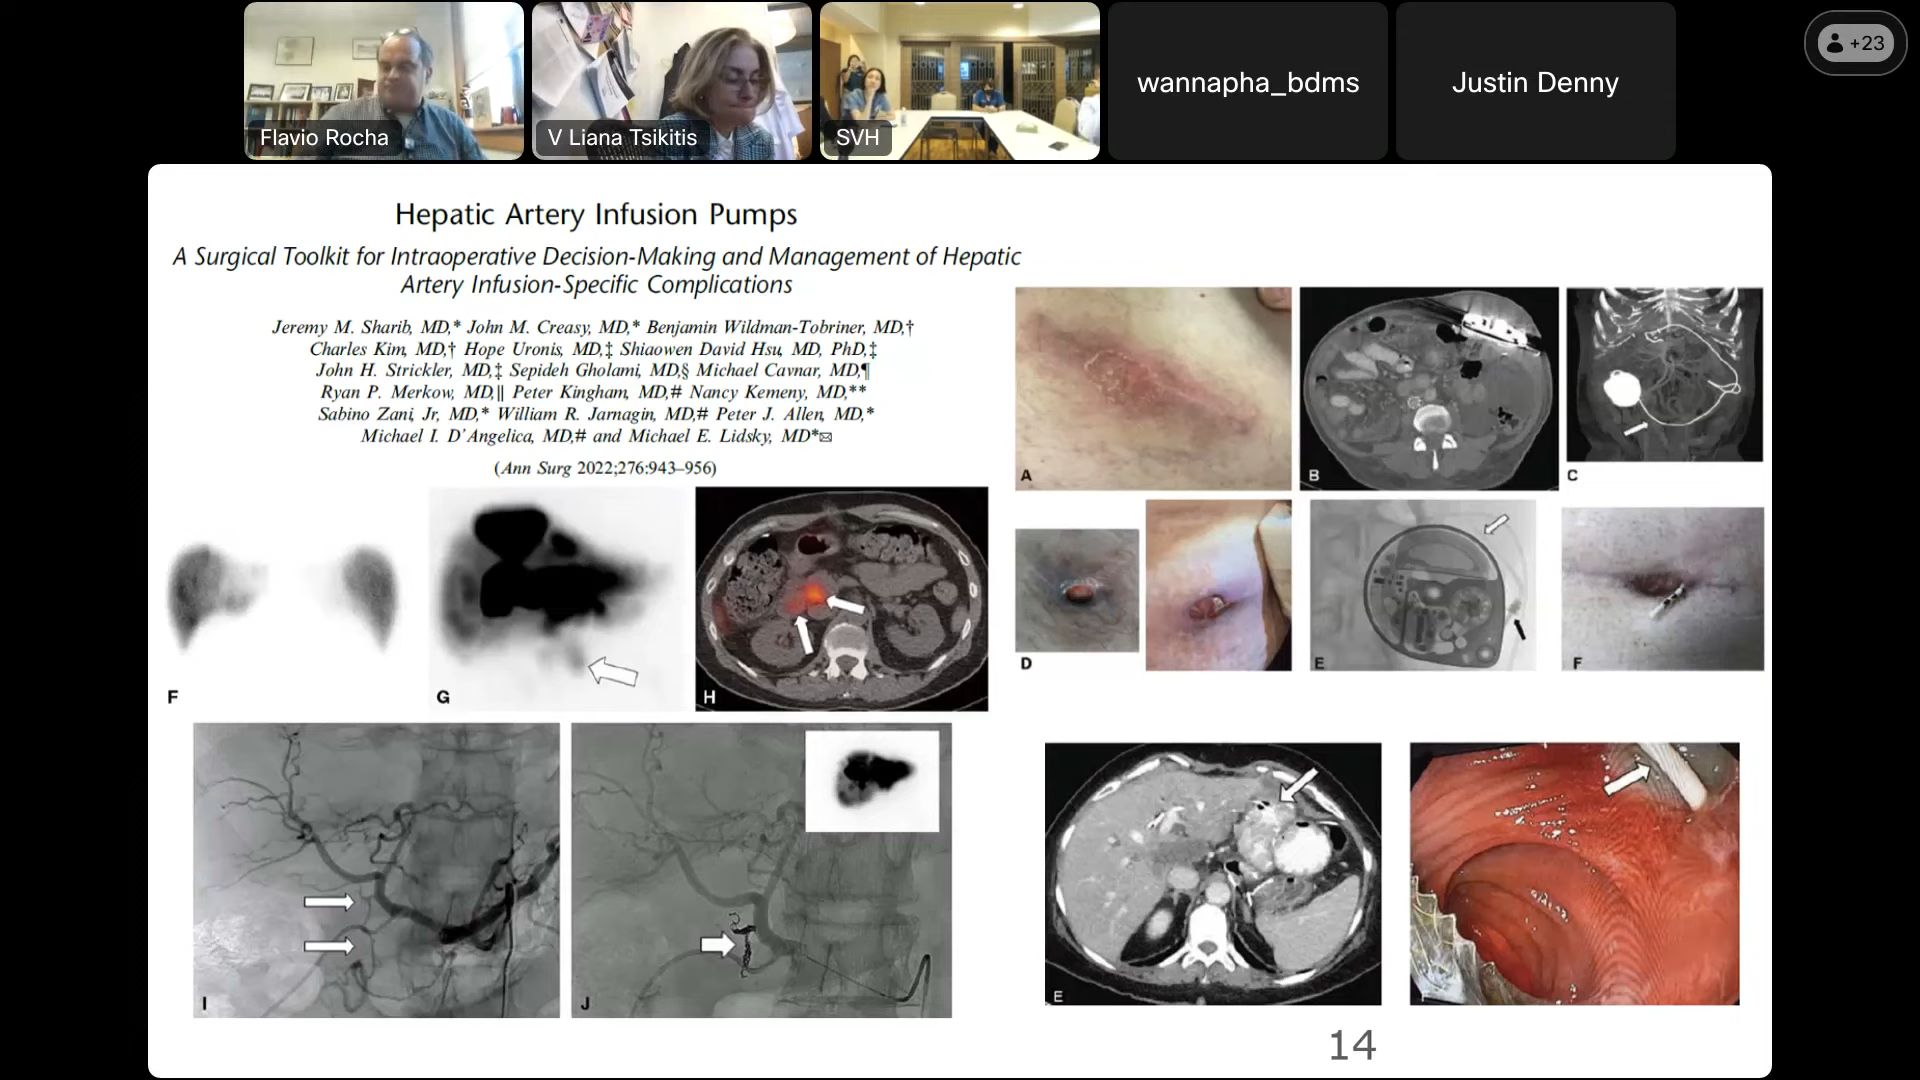 Flavio Rocha
V Liana Tsikitis
SVH
wannapha_bdms
Justin Denny
+23
Hepatic Artery Infusion Pumps
A Surgical Toolkit for Intraoperative Decision-Making and Management of Hepatic
Artery Infusion-Specific Complications
Jeremy M. Sharib, MD,* John M. Creasy, MD,* Benjamin Wildman-Tobriner, MD,†
Charles Kim, MD,† Hope Uronis, MD,‡ Shiaowen David Hsu, MD, PhD,‡
John H. Strickler, MD,‡ Sepideh Gholami, MD,§ Michael Cavnar, MD,¶
Ryan P. Merkow, MD,|| Peter Kingham, MD,# Nancy Kemeny, MD,**
Sabino Zani, Jr, MD,* William R. Jarnagin, MD,# Peter J. Allen, MD,*
Michael I. D'Angelica, MD,# and Michael E. Lidsky, MD*✉
(Ann Surg 2022;276:943–956)
A
B
C
D
E
F
F
G
H
I
J
E
F
14